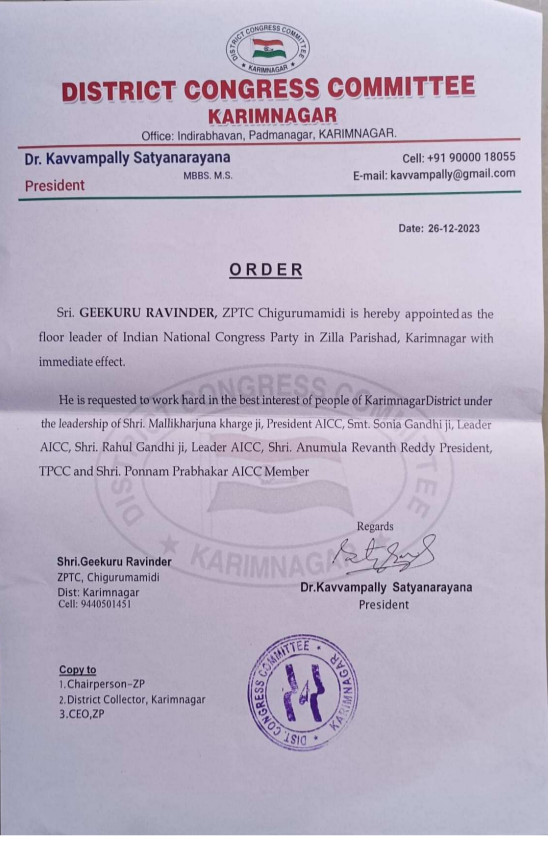 DISTRICT CONGRESS COMMITTEE
★ KARIMNAGAR ★
DISTRICT CONGRESS COMMITTEE
KARIMNAGAR
Office: Indirabhavan, Padmanagar, KARIMNAGAR.
Dr. Kavvampally Satyanarayana
MBBS. M.S.
President
Cell: +91 90000 18055
E-mail: kavvampally@gmail.com
Date: 26-12-2023
ORDER
Sri. GEEKURU RAVINDER, ZPTC Chigurumamidi is hereby appointed as the
floor leader of Indian National Congress Party in Zilla Parishad, Karimnagar with
immediate effect.
He is requested to work hard in the best interest of people of KarimnagarDistrict under
the leadership of Shri. Mallikharjuna kharge ji, President AICC, Smt. Sonia Gandhi ji, Leader
AICC, Shri. Rahul Gandhi ji, Leader AICC, Shri. Anumula Revanth Reddy President,
TPCC and Shri. Ponnam Prabhakar AICC Member
DISTRICT CONGRESS COMMITTEE
★ KARIMNAGAR ★
Regards
Dr.Kavvampally Satyanarayana
President
Shri.Geekuru Ravinder
ZPTC, Chigurumamidi
Dist: Karimnagar
Cell: 9440501451
Copy to
1.Chairperson-ZP
2.District Collector, Karimnagar
3.CEO,ZP
DIST. CONGRESS COMMITTEE • KARIMNAGAR •